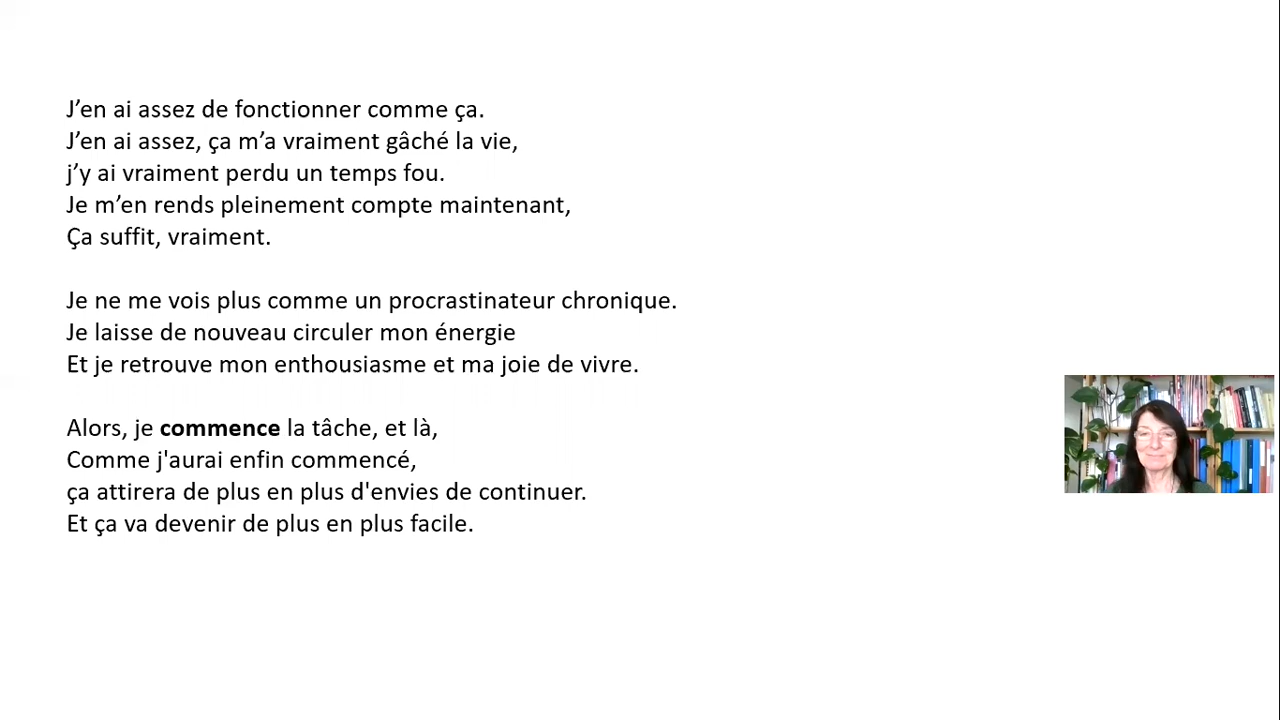 J’en ai assez de fonctionner comme ça.
J’en ai assez, ça m’a vraiment gâché la vie,
j’y ai vraiment perdu un temps fou.
Je m’en rends pleinement compte maintenant,
Ça suffit, vraiment.
Je ne me vois plus comme un procrastinateur chronique.
Je laisse de nouveau circuler mon énergie
Et je retrouve mon enthousiasme et ma joie de vivre.
Alors, je commence la tâche, et là,
Comme j'aurai enfin commencé,
ça attirera de plus en plus d'envies de continuer.
Et ça va devenir de plus en plus facile.